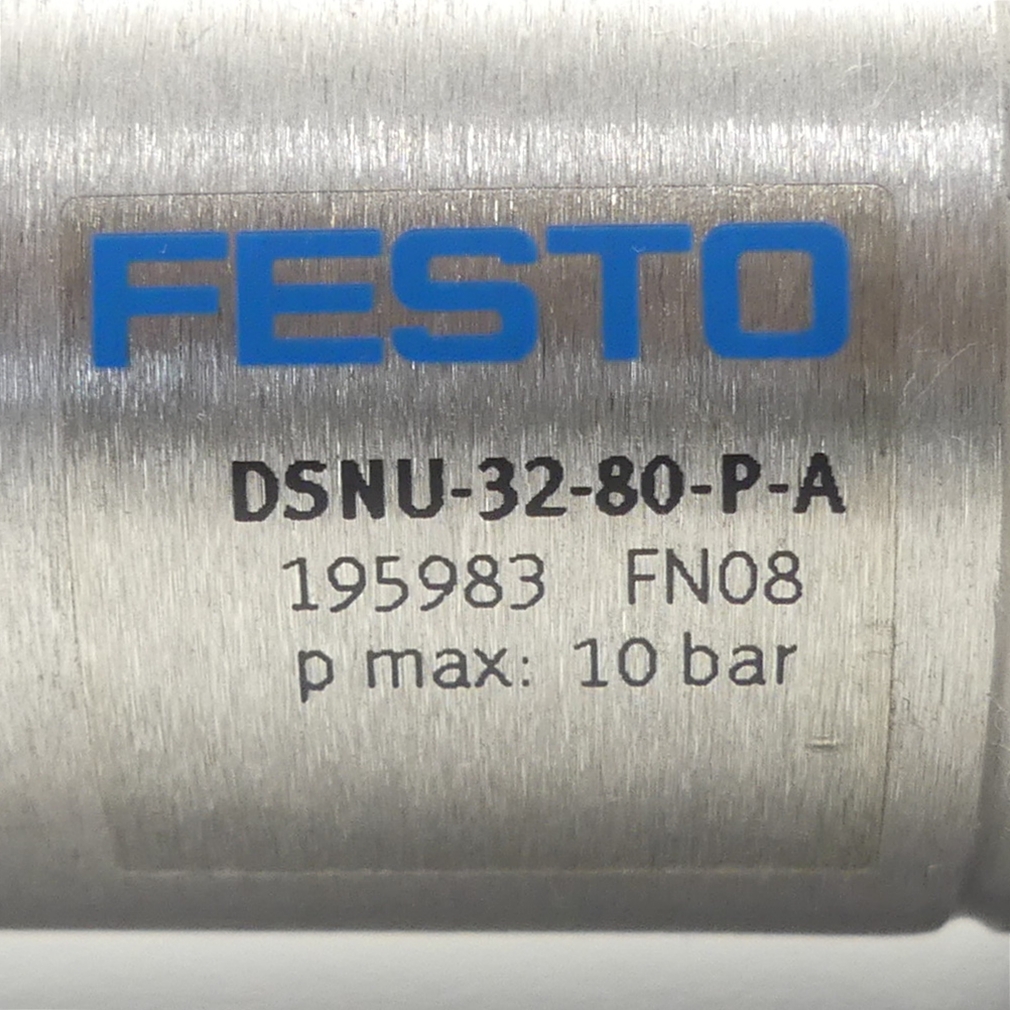 FESTO
DSNU-32-80-P-A
195983 FN08
p max: 10 bar